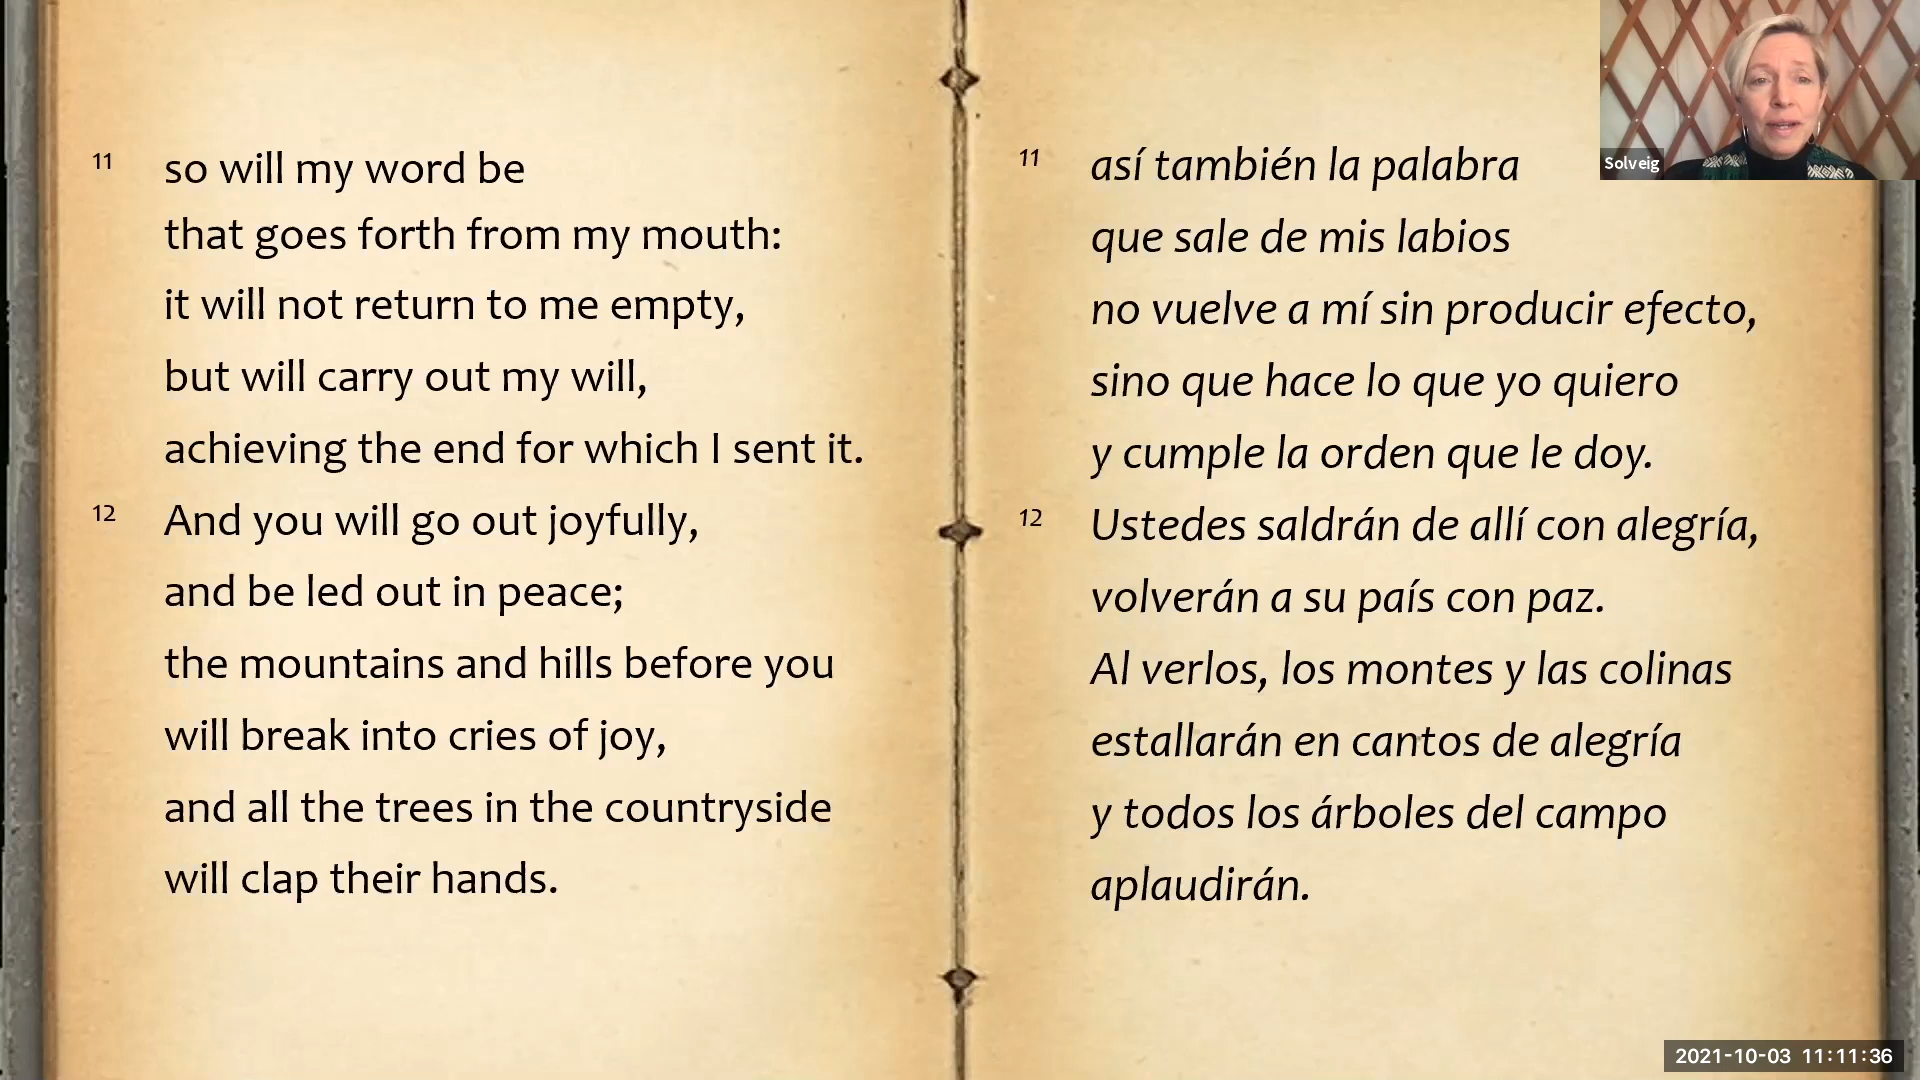 11 so will my word be
that goes forth from my mouth:
it will not return to me empty,
but will carry out my will,
achieving the end for which I sent it.
12 And you will go out joyfully,
and be led out in peace;
the mountains and hills before you
will break into cries of joy,
and all the trees in the countryside
will clap their hands.
11 así también la palabra
que sale de mis labios
no vuelve a mí sin producir efecto,
sino que hace lo que yo quiero
y cumple la orden que le doy.
12 Ustedes saldrán de allí con alegría,
volverán a su país con paz.
Al verlos, los montes y las colinas
estallarán en cantos de alegría
y todos los árboles del campo
aplaudirán.
Solveig
2021-10-03 11:11:36